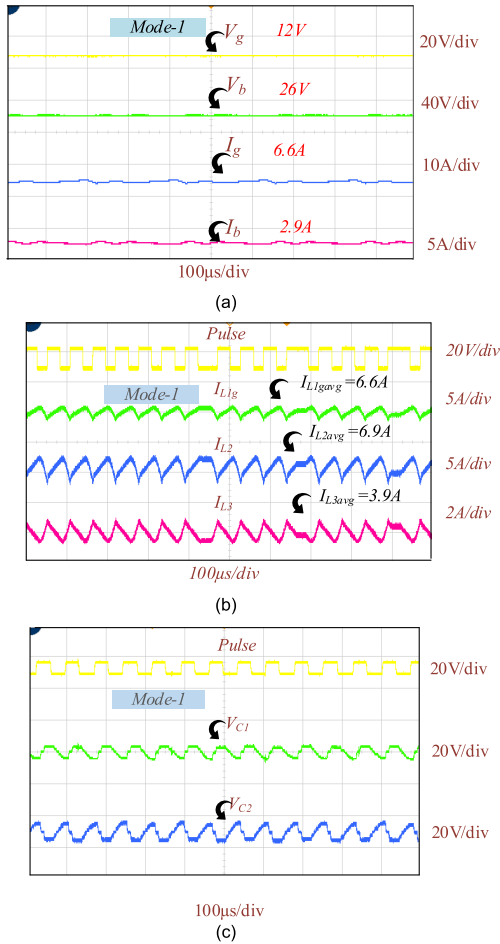 Mode-1
Vg 12V
20V/div
Vb 26V
40V/div
Ig 6.6A
10A/div
Ib 2.9A
5A/div
100µs/div
(a)
Pulse
20V/div
Mode-1
IL1g
IL1gavg =6.6A
5A/div
IL2
IL2avg =6.9A
5A/div
IL3
IL3avg =3.9A
2A/div
100µs/div
(b)
Pulse
20V/div
Mode-1
VC1
20V/div
VC2
20V/div
100µs/div
(c)